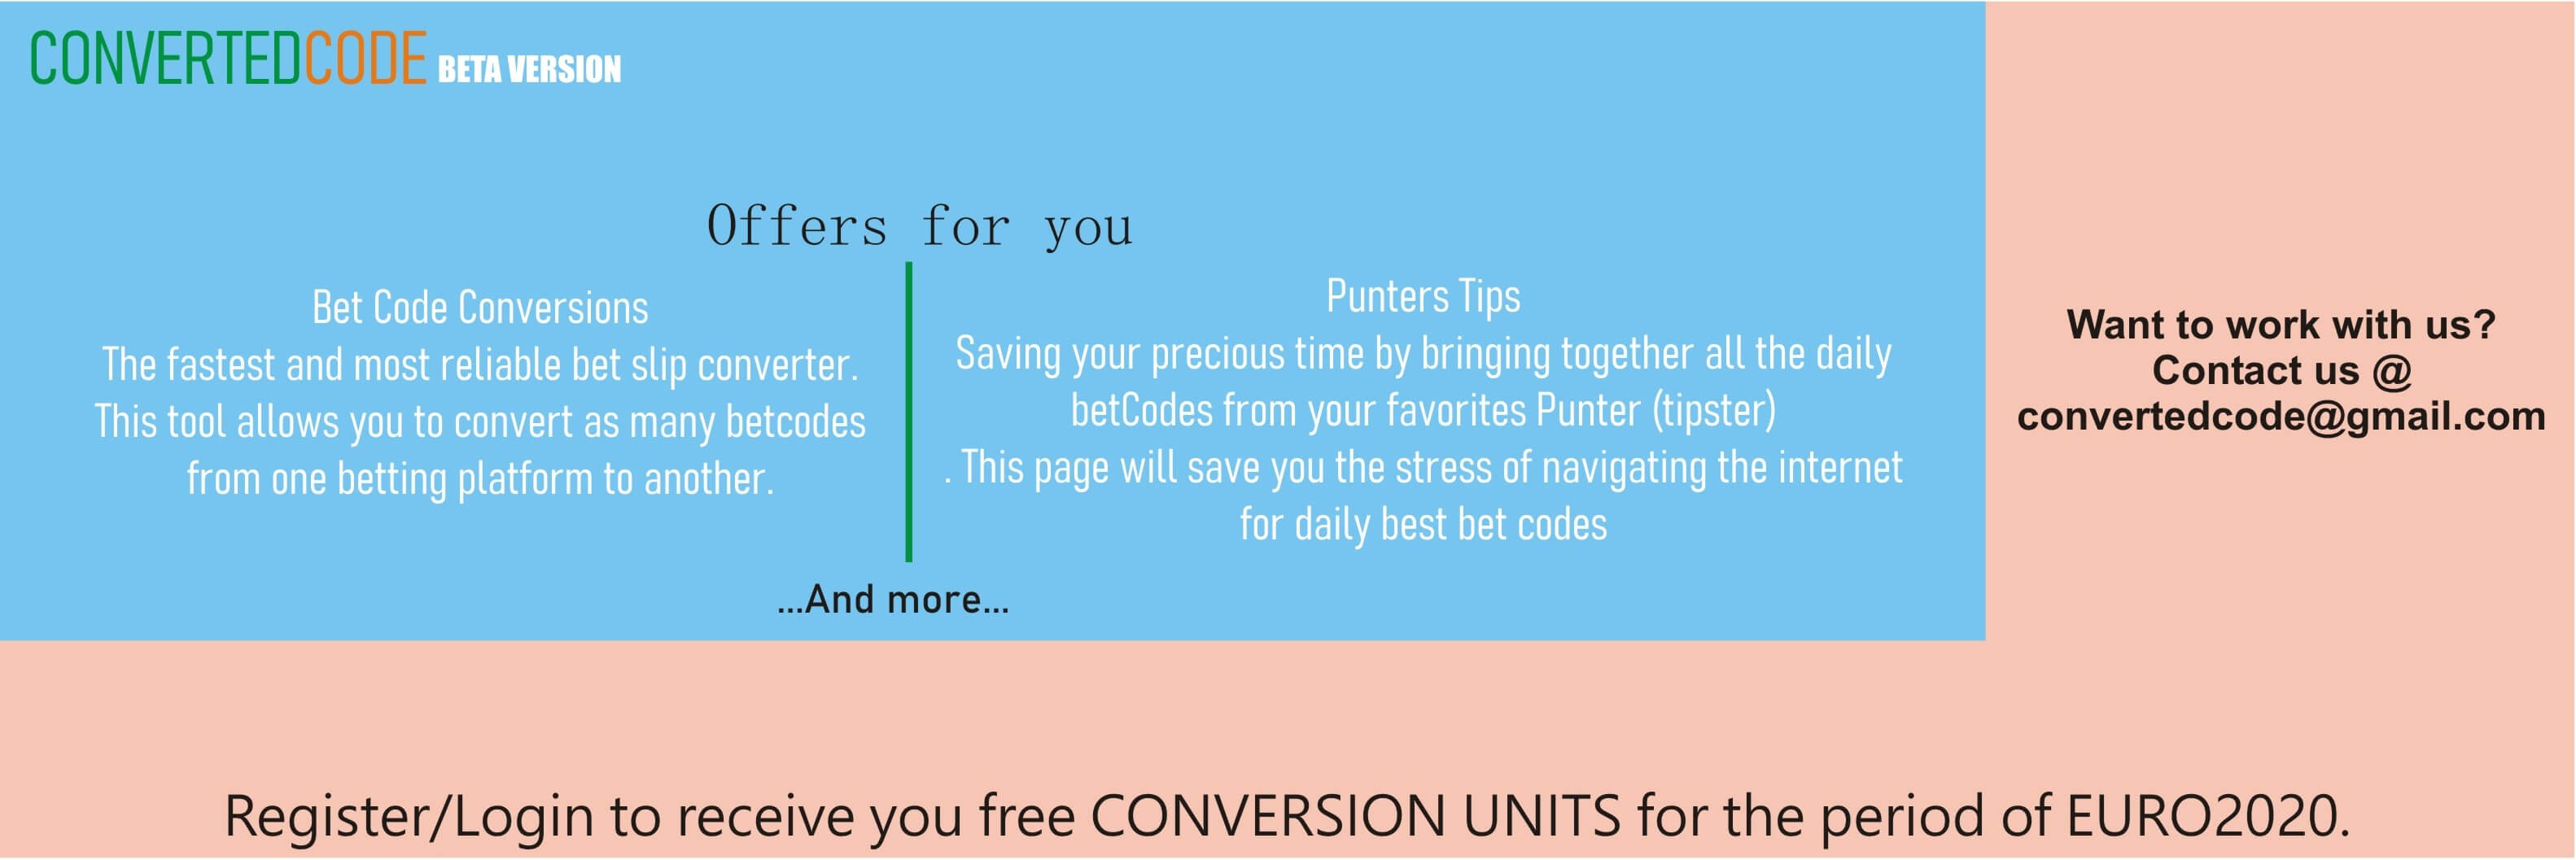 CONVERTEDCODE BETA VERSION
Offers for you
Bet Code Conversions
The fastest and most reliable bet slip converter.
This tool allows you to convert as many betcodes
from one betting platform to another.
Punters Tips
Saving your precious time by bringing together all the daily
betCodes from your favorites Punter (tipster)
. This page will save you the stress of navigating the internet
for daily best bet codes
...And more...
Want to work with us?
Contact us @
convertedcode@gmail.com
Register/Login to receive you free CONVERSION UNITS for the period of EURO2020.